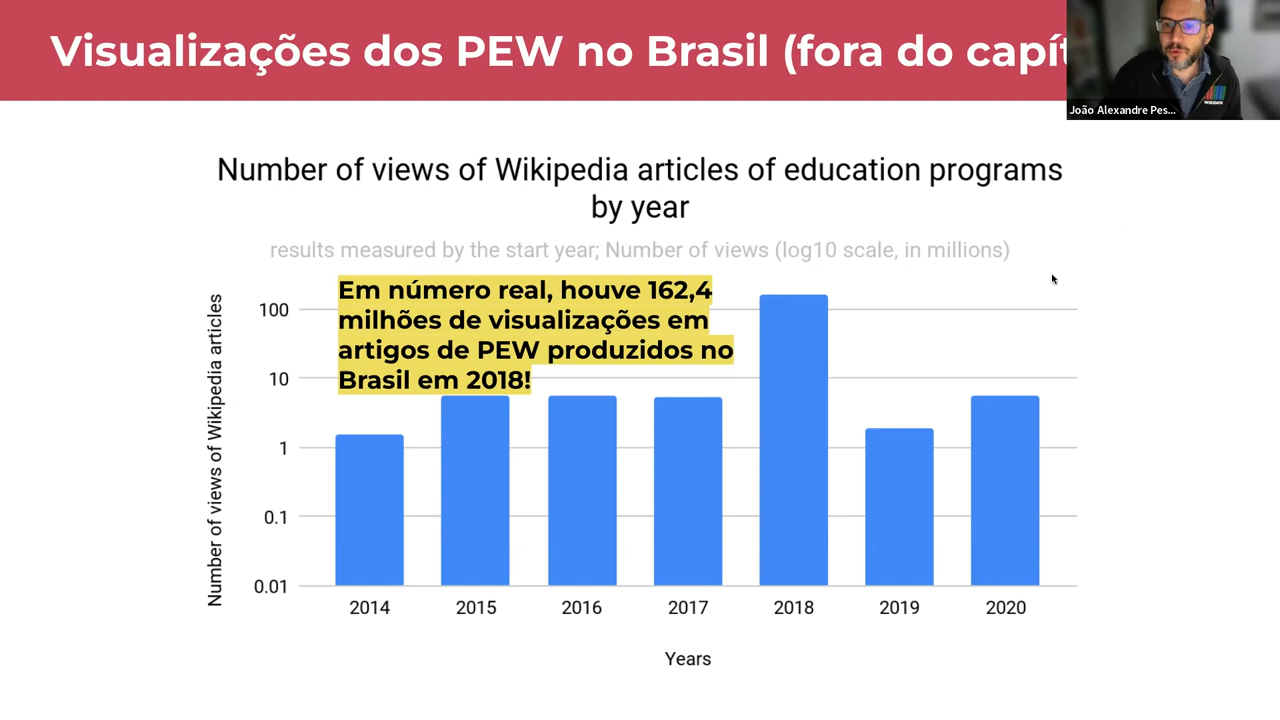 Visualizações dos PEW no Brasil (fora do capít
João Alexandre Pes...
Number of views of Wikipedia articles of education programs
by year
results measured by the start year; Number of views (log10 scale, in millions)
Em número real, houve 162,4
milhões de visualizações em
artigos de PEW produzidos no
Brasil em 2018!
Number of views of Wikipedia articles
100
10
1
0.1
0.01
2014 2015 2016 2017 2018 2019 2020
Years